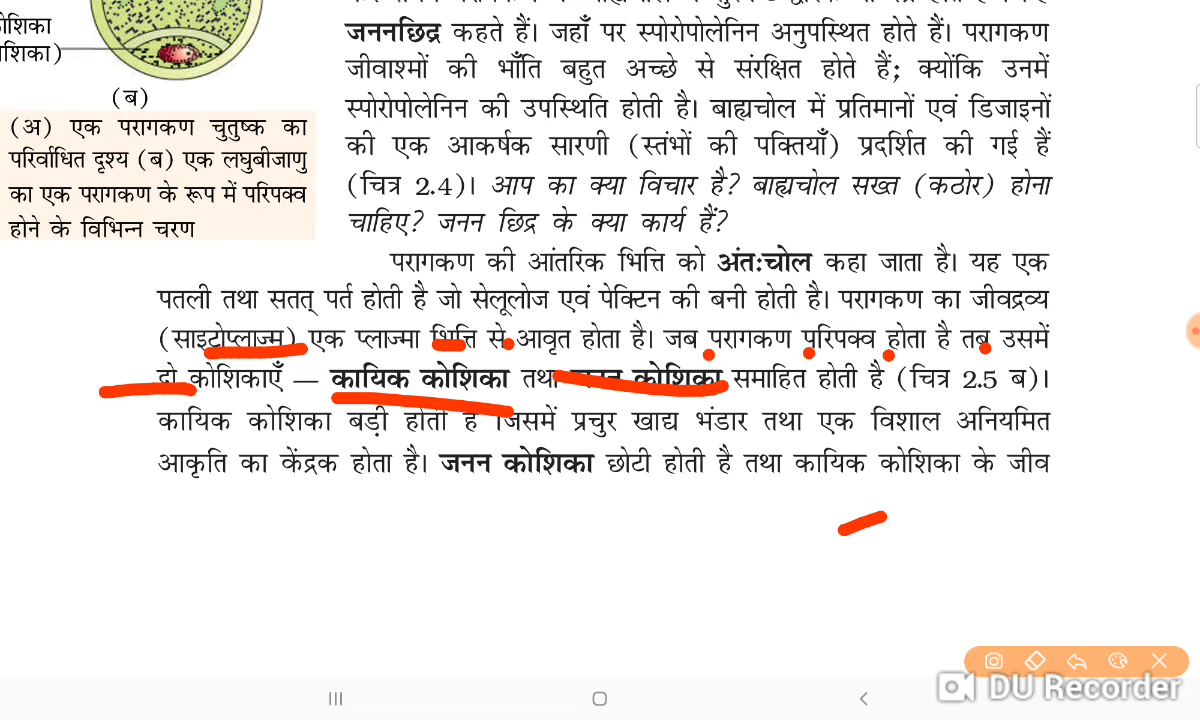 ोशिका
ाशिका)
(ब)
(अ) एक परागकण चुतुष्क का
परिर्वाधित दृश्य (ब) एक लघुबीजाणु
का एक परागकण के रूप में परिपक्व
होने के विभिन्न चरण
जननछिद्र कहते हैं। जहाँ पर स्पोरोपोलेनिन अनुपस्थित होते हैं। परागकण
जीवाश्मों की भाँति बहुत अच्छे से संरक्षित होते हैं; क्योंकि उनमें
स्पोरोपोलेनिन की उपस्थिति होती है। बाह्यचोल में प्रतिमानों एवं डिजाइनों
की एक आकर्षक सारणी (स्तंभों की पक्तियाँ) प्रदर्शित की गई हैं
(चित्र 2.4)। आप का क्या विचार है? बाह्यचोल सख्त (कठोर) होना
चाहिए? जनन छिद्र के क्या कार्य हैं?
परागकण की आंतरिक भित्ति को अंतःचोल कहा जाता है। यह एक
पतली तथा सतत् पर्त होती है जो सेलूलोज एवं पेक्टिन की बनी होती है। परागकण का जीवद्रव्य
(साइटोप्लाज्म) एक प्लाज्मा भित्ति से आवृत होता है। जब परागकण परिपक्व होता है तब उसमें
दो कोशिकाएँ — कायिक कोशिका तथा कोशिका समाहित होती है (चित्र 2.5 ब)।
कायिक कोशिका बड़ी होती है जिसमें प्रचुर खाद्य भंडार तथा एक विशाल अनियमित
आकृति का केंद्रक होता है। जनन कोशिका छोटी होती है तथा कायिक कोशिका के जीव
DU Recorder